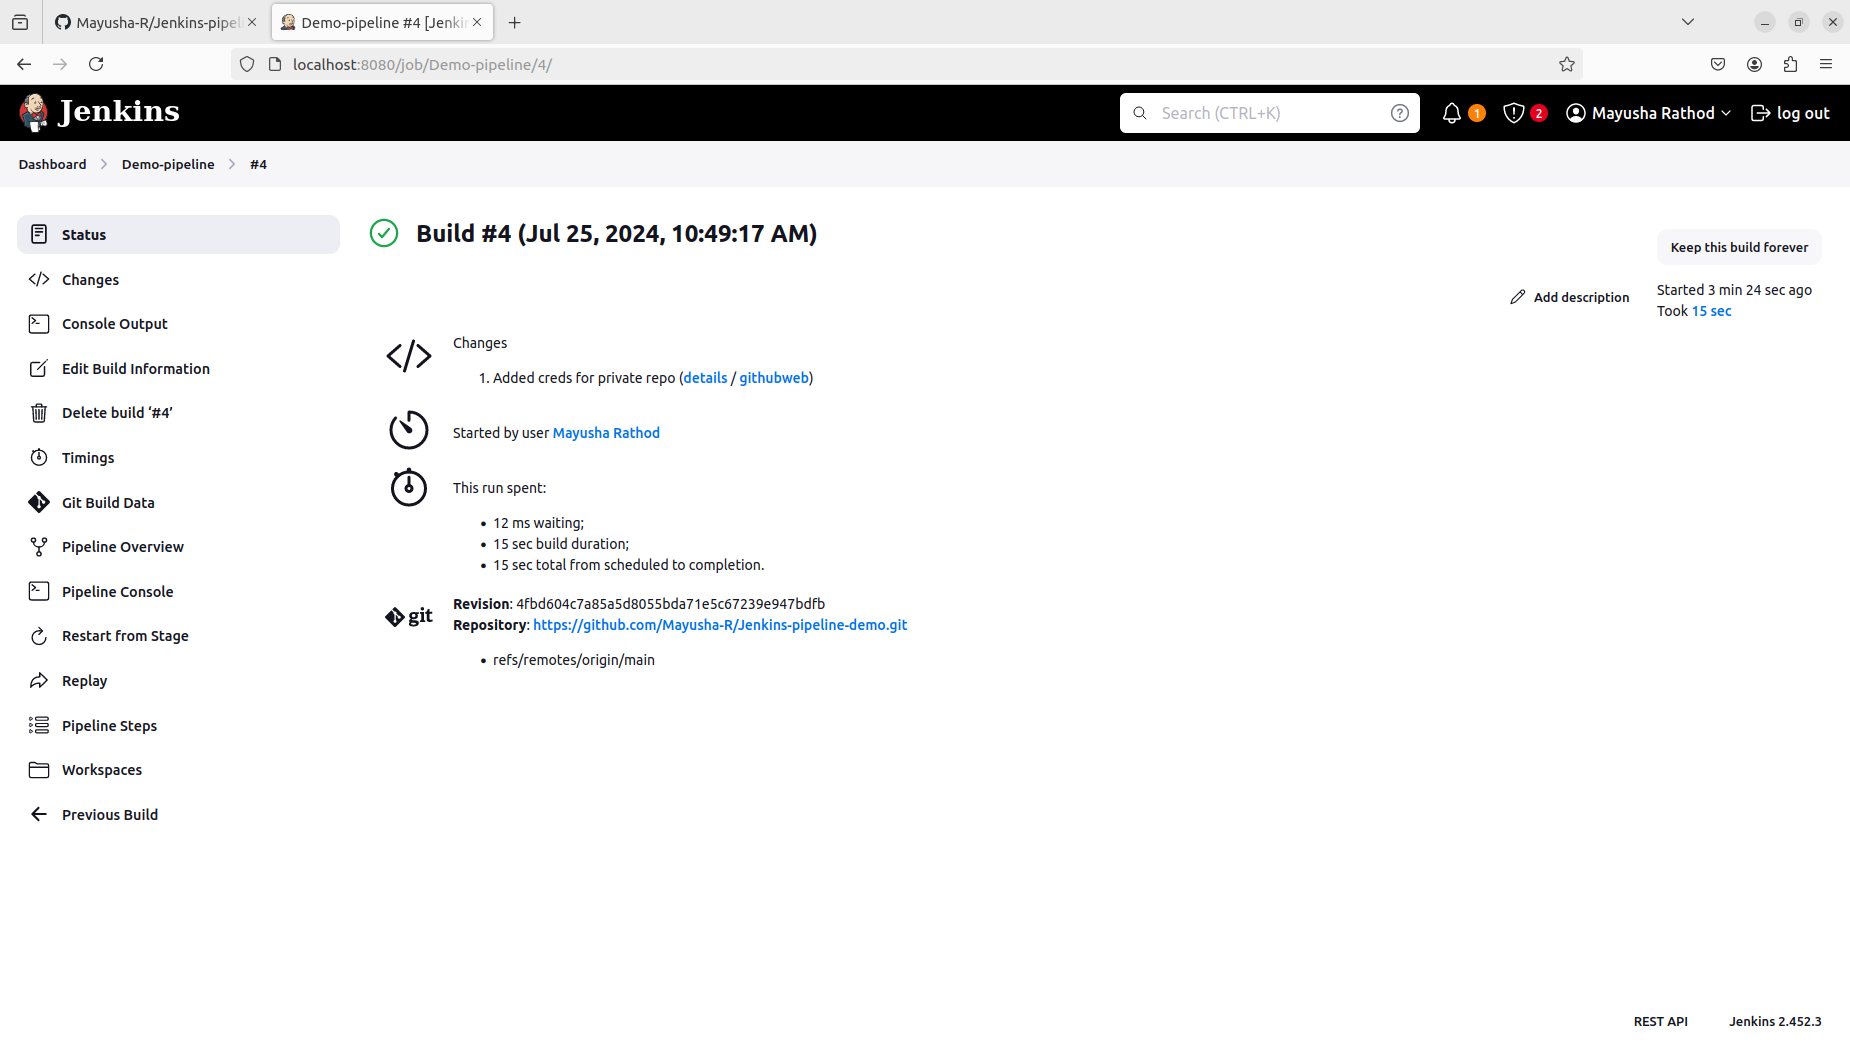 Mayusha-R/Jenkins-pipel
Demo-pipeline #4 [Jenkin
localhost:8080/job/Demo-pipeline/4/
Jenkins
Search (CTRL+K)
1
2
Mayusha Rathod
log out
Dashboard
Demo-pipeline
#4
Status
Changes
Console Output
Edit Build Information
Delete build ‘#4’
Timings
Git Build Data
Pipeline Overview
Pipeline Console
Restart from Stage
Replay
Pipeline Steps
Workspaces
Previous Build
Build #4 (Jul 25, 2024, 10:49:17 AM)
Keep this build forever
Add description
Started 3 min 24 sec ago
Took 15 sec
Changes
1. Added creds for private repo (details / githubweb)
Started by user Mayusha Rathod
This run spent:
• 12 ms waiting;
• 15 sec build duration;
• 15 sec total from scheduled to completion.
git
Revision: 4fbd604c7a85a5d8055bda71e5c67239e947bdfb
Repository: https://github.com/Mayusha-R/Jenkins-pipeline-demo.git
• refs/remotes/origin/main
REST API
Jenkins 2.452.3